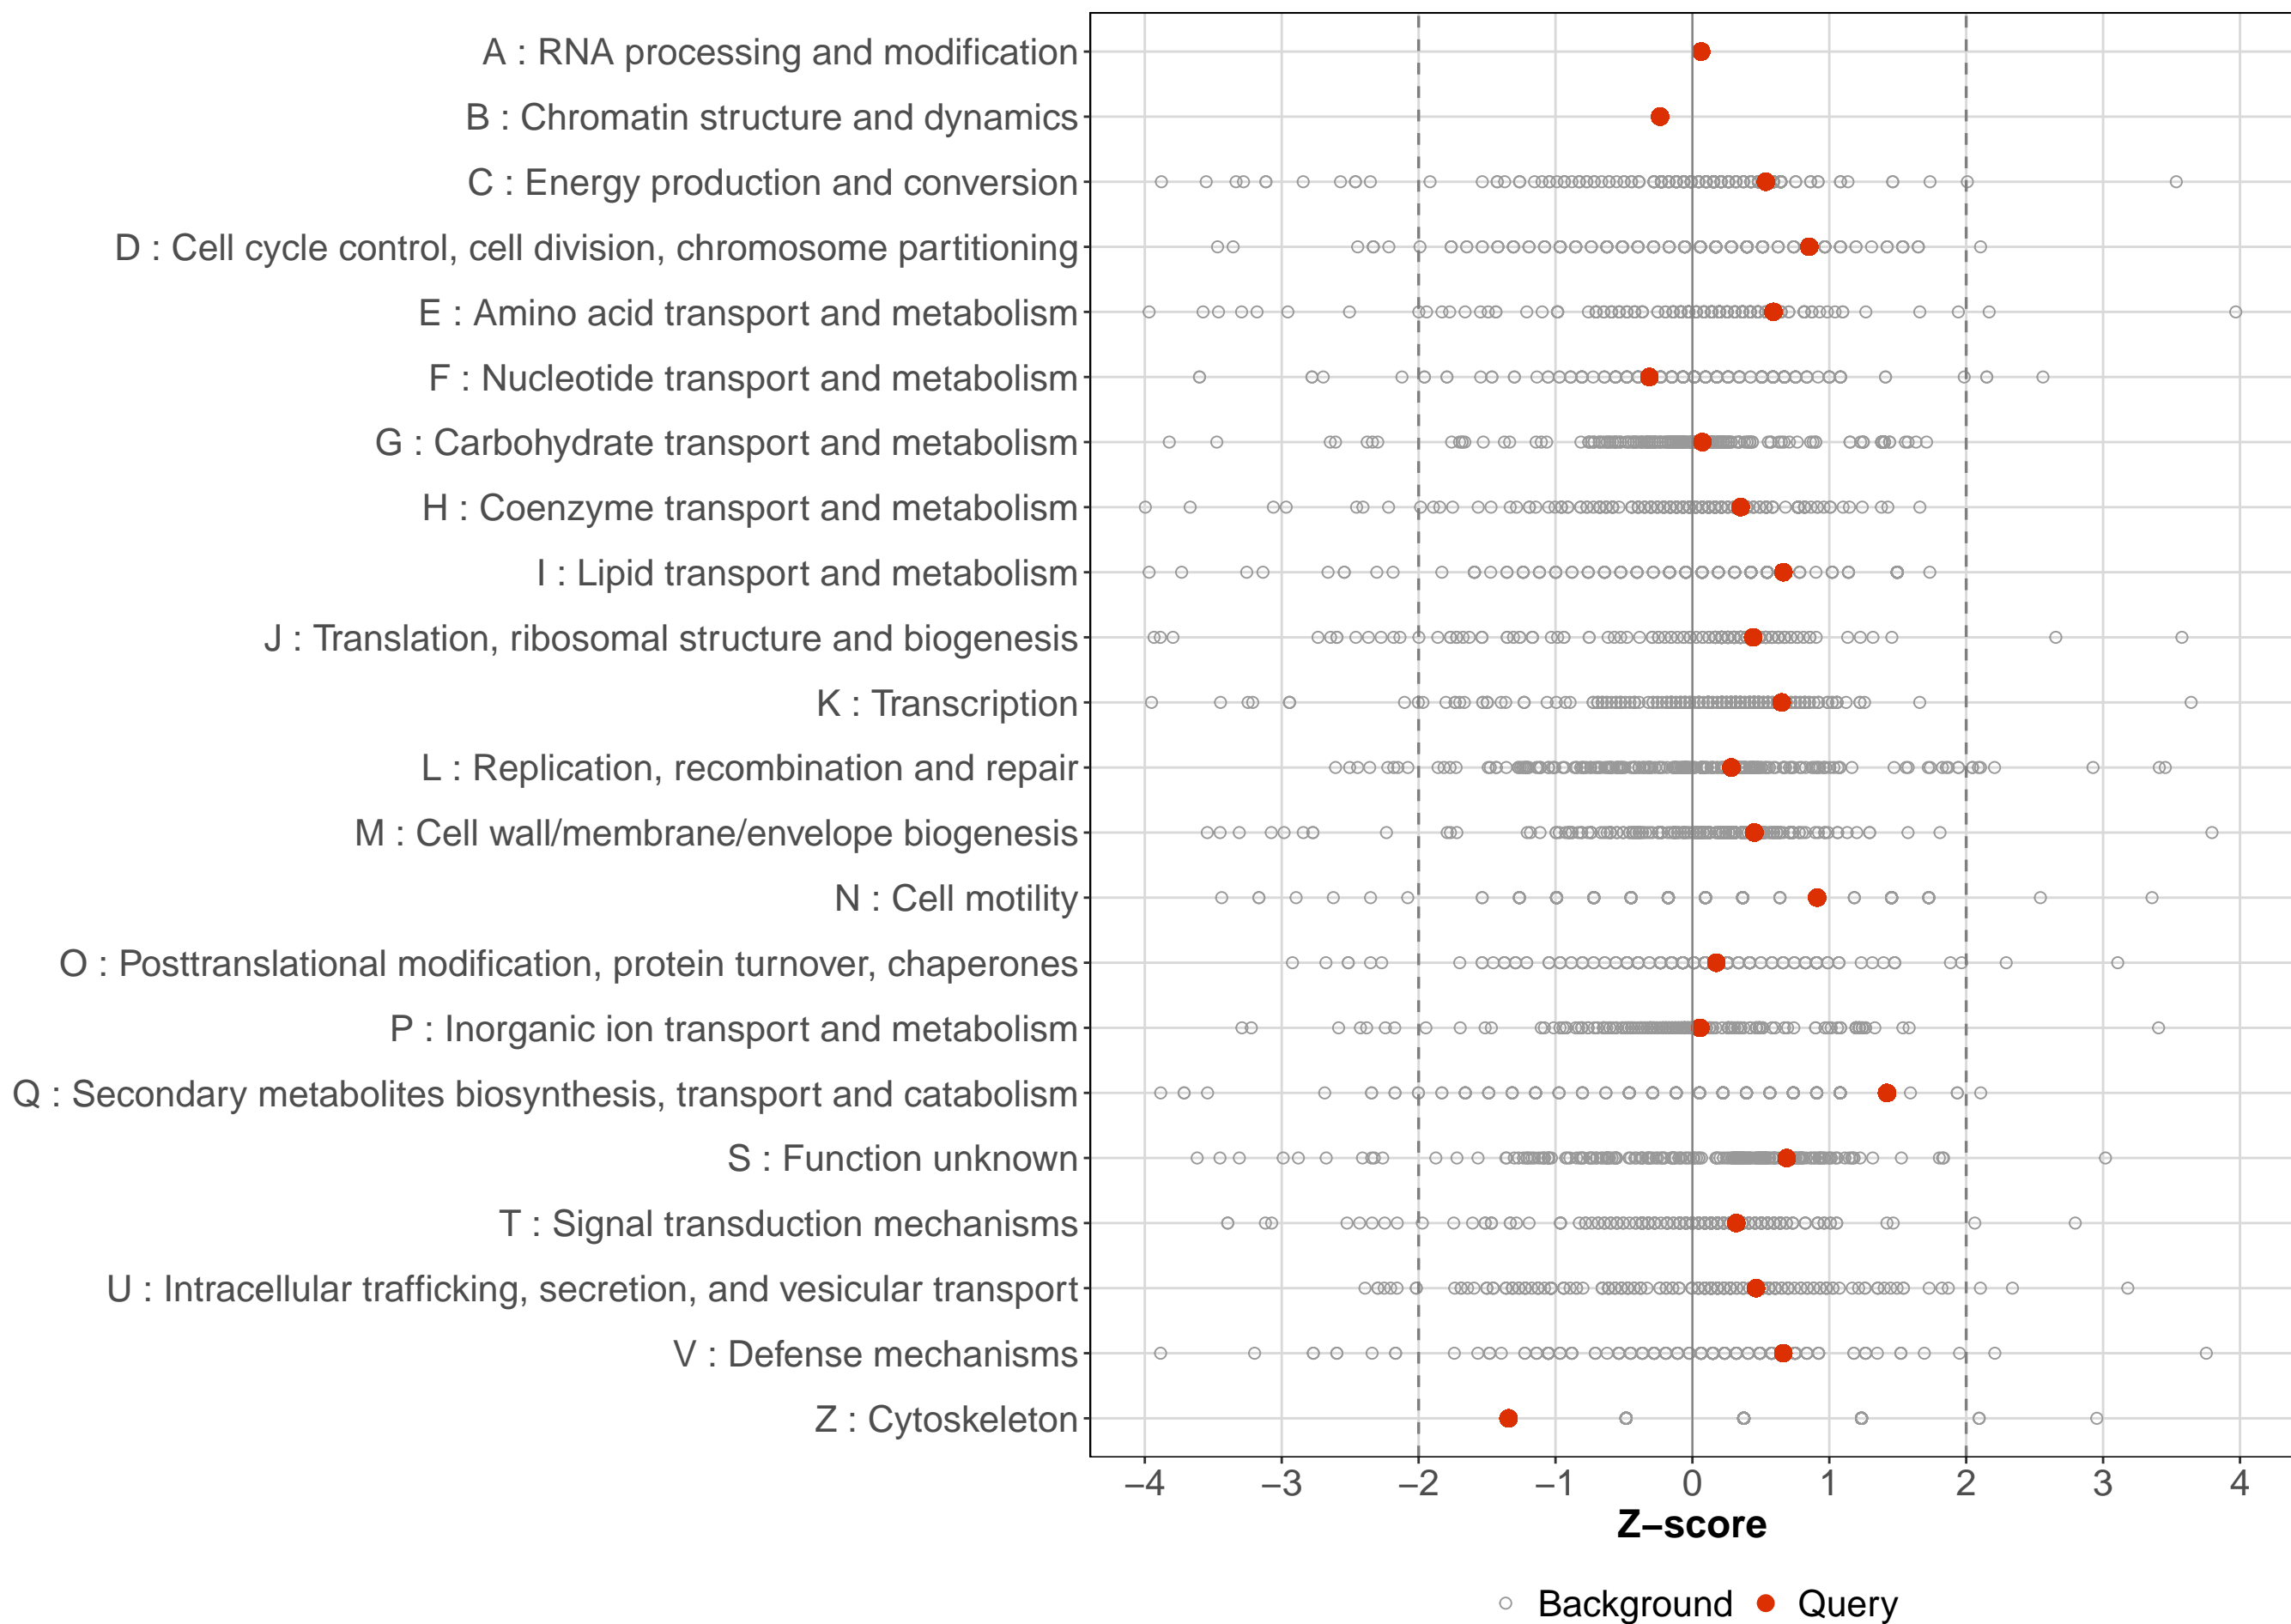 A : RNA processing and modification
B : Chromatin structure and dynamics
C : Energy production and conversion
D : Cell cycle control, cell division, chromosome partitioning
E : Amino acid transport and metabolism
F : Nucleotide transport and metabolism
G : Carbohydrate transport and metabolism
H : Coenzyme transport and metabolism
I : Lipid transport and metabolism
J : Translation, ribosomal structure and biogenesis
K : Transcription
L : Replication, recombination and repair
M : Cell wall/membrane/envelope biogenesis
N : Cell motility
O : Posttranslational modification, protein turnover, chaperones
P : Inorganic ion transport and metabolism
Q : Secondary metabolites biosynthesis, transport and catabolism
S : Function unknown
T : Signal transduction mechanisms
U : Intracellular trafficking, secretion, and vesicular transport
V : Defense mechanisms
Z : Cytoskeleton
−4 −3 −2 −1 0 1 2 3 4
Z−score
Background Query